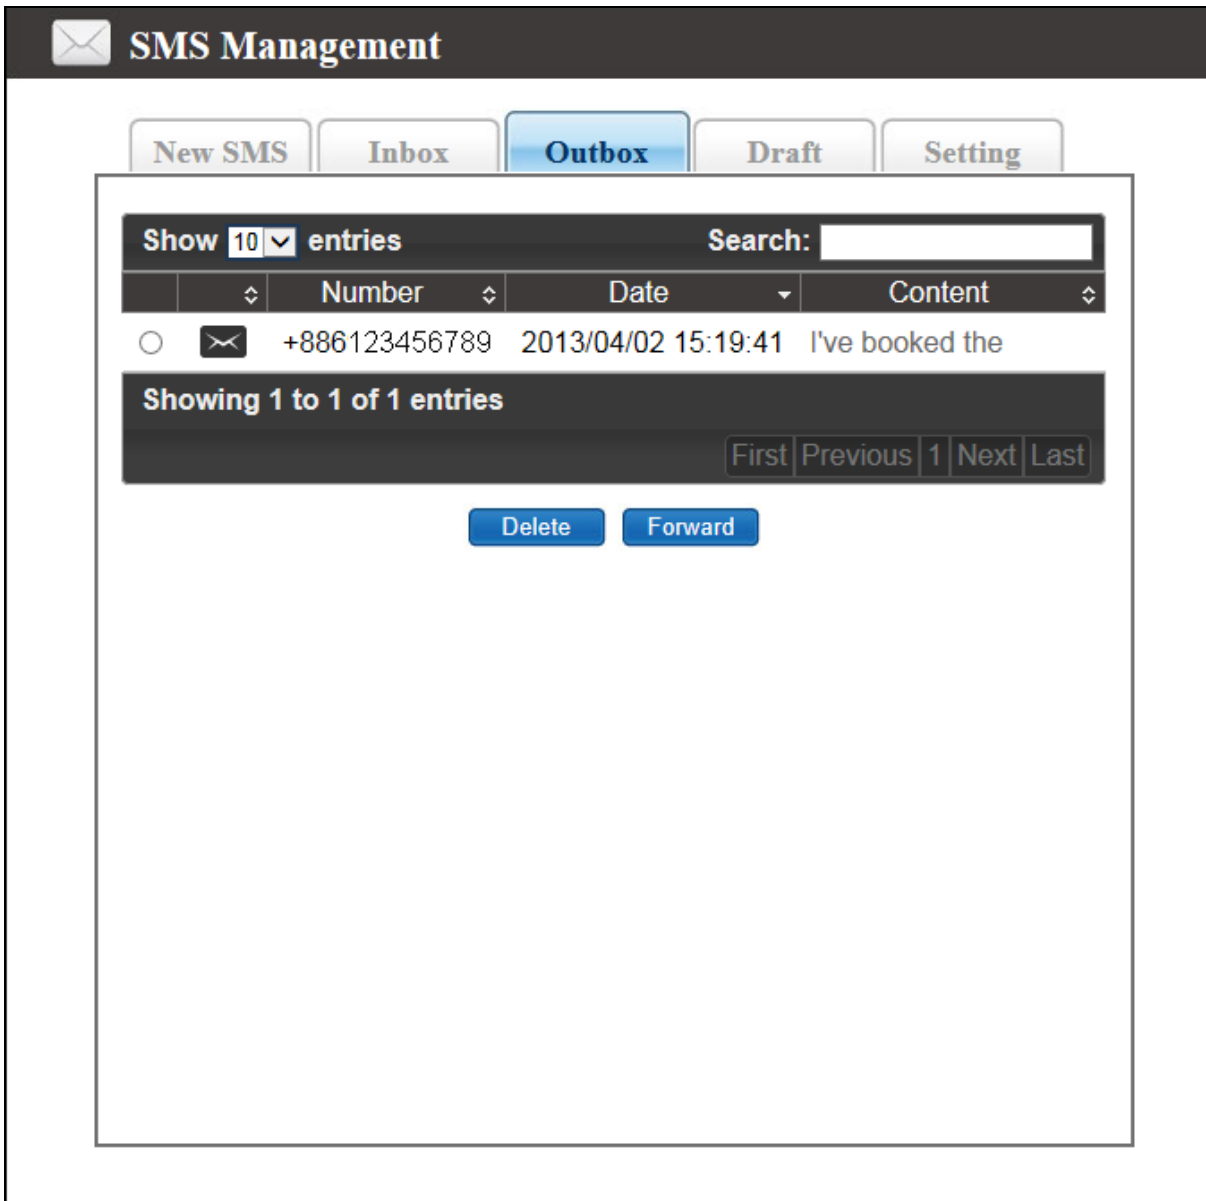 SMS Management
New SMS Inbox Outbox Draft Setting
Show 10 entries Search:
Number Date Content
+886123456789 2013/04/02 15:19:41 I've booked the
Showing 1 to 1 of 1 entries
First Previous 1 Next Last
Delete Forward